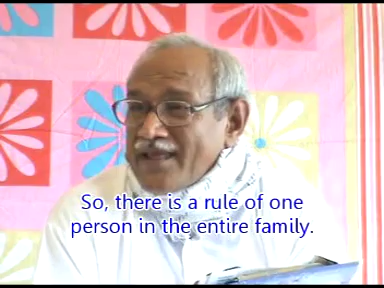 So, there is a rule of one
person in the entire family.